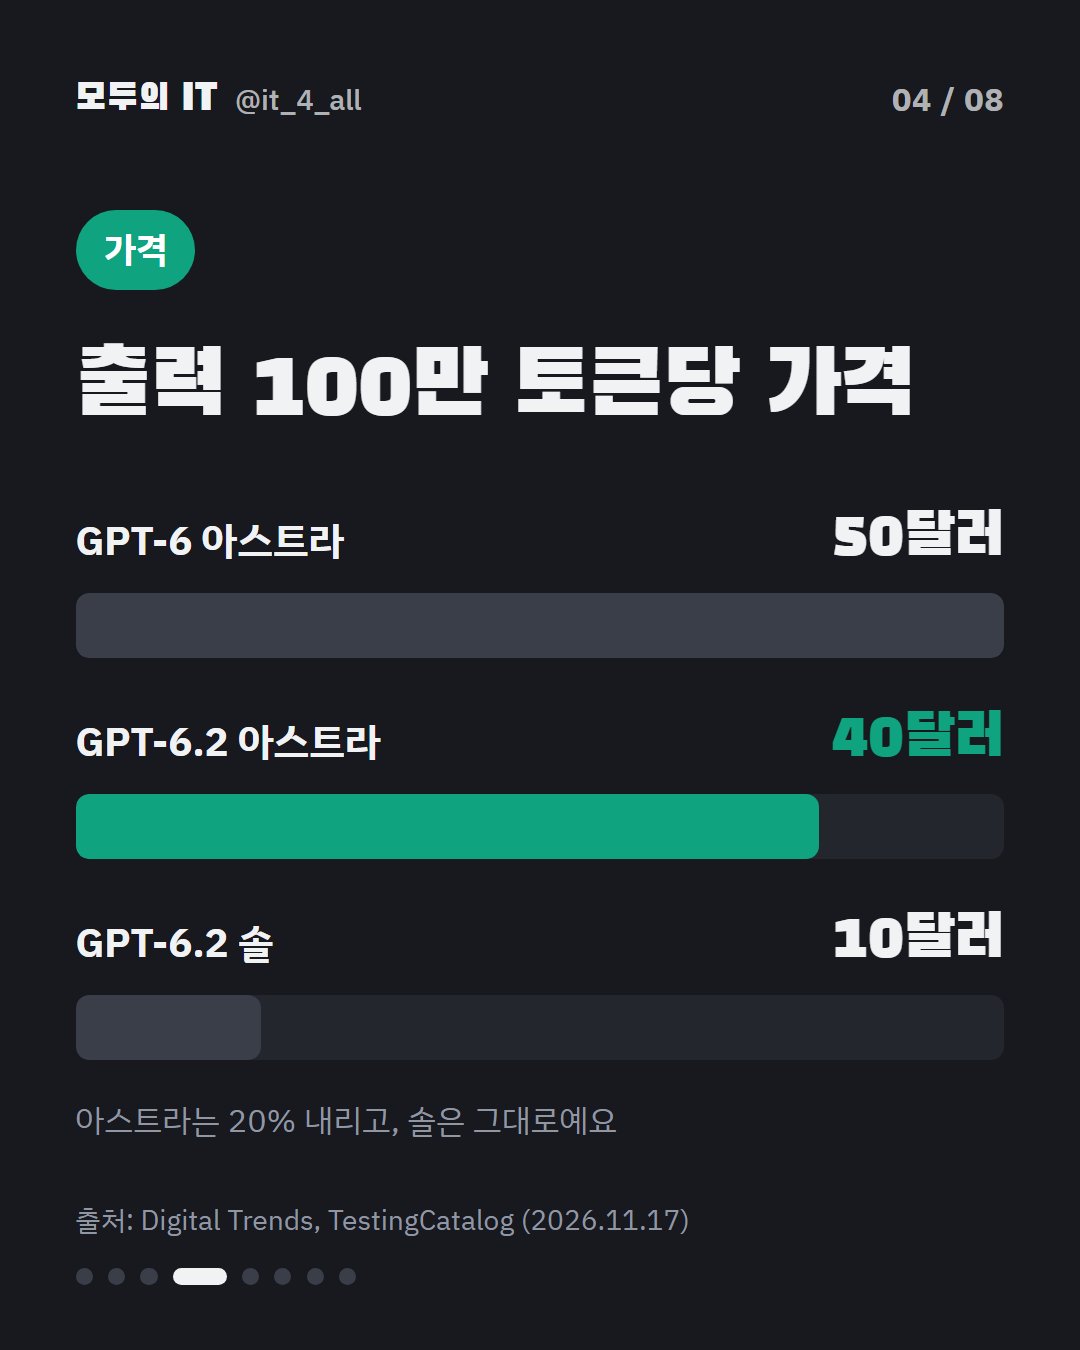 모두의 IT @it_4_all
04 / 08
가격
출력 100만 토큰당 가격
GPT-6 아스트라 50달러
GPT-6.2 아스트라 40달러
GPT-6.2 솔 10달러
아스트라는 20% 내리고, 솔은 그대로예요
출처: Digital Trends, TestingCatalog (2026.11.17)